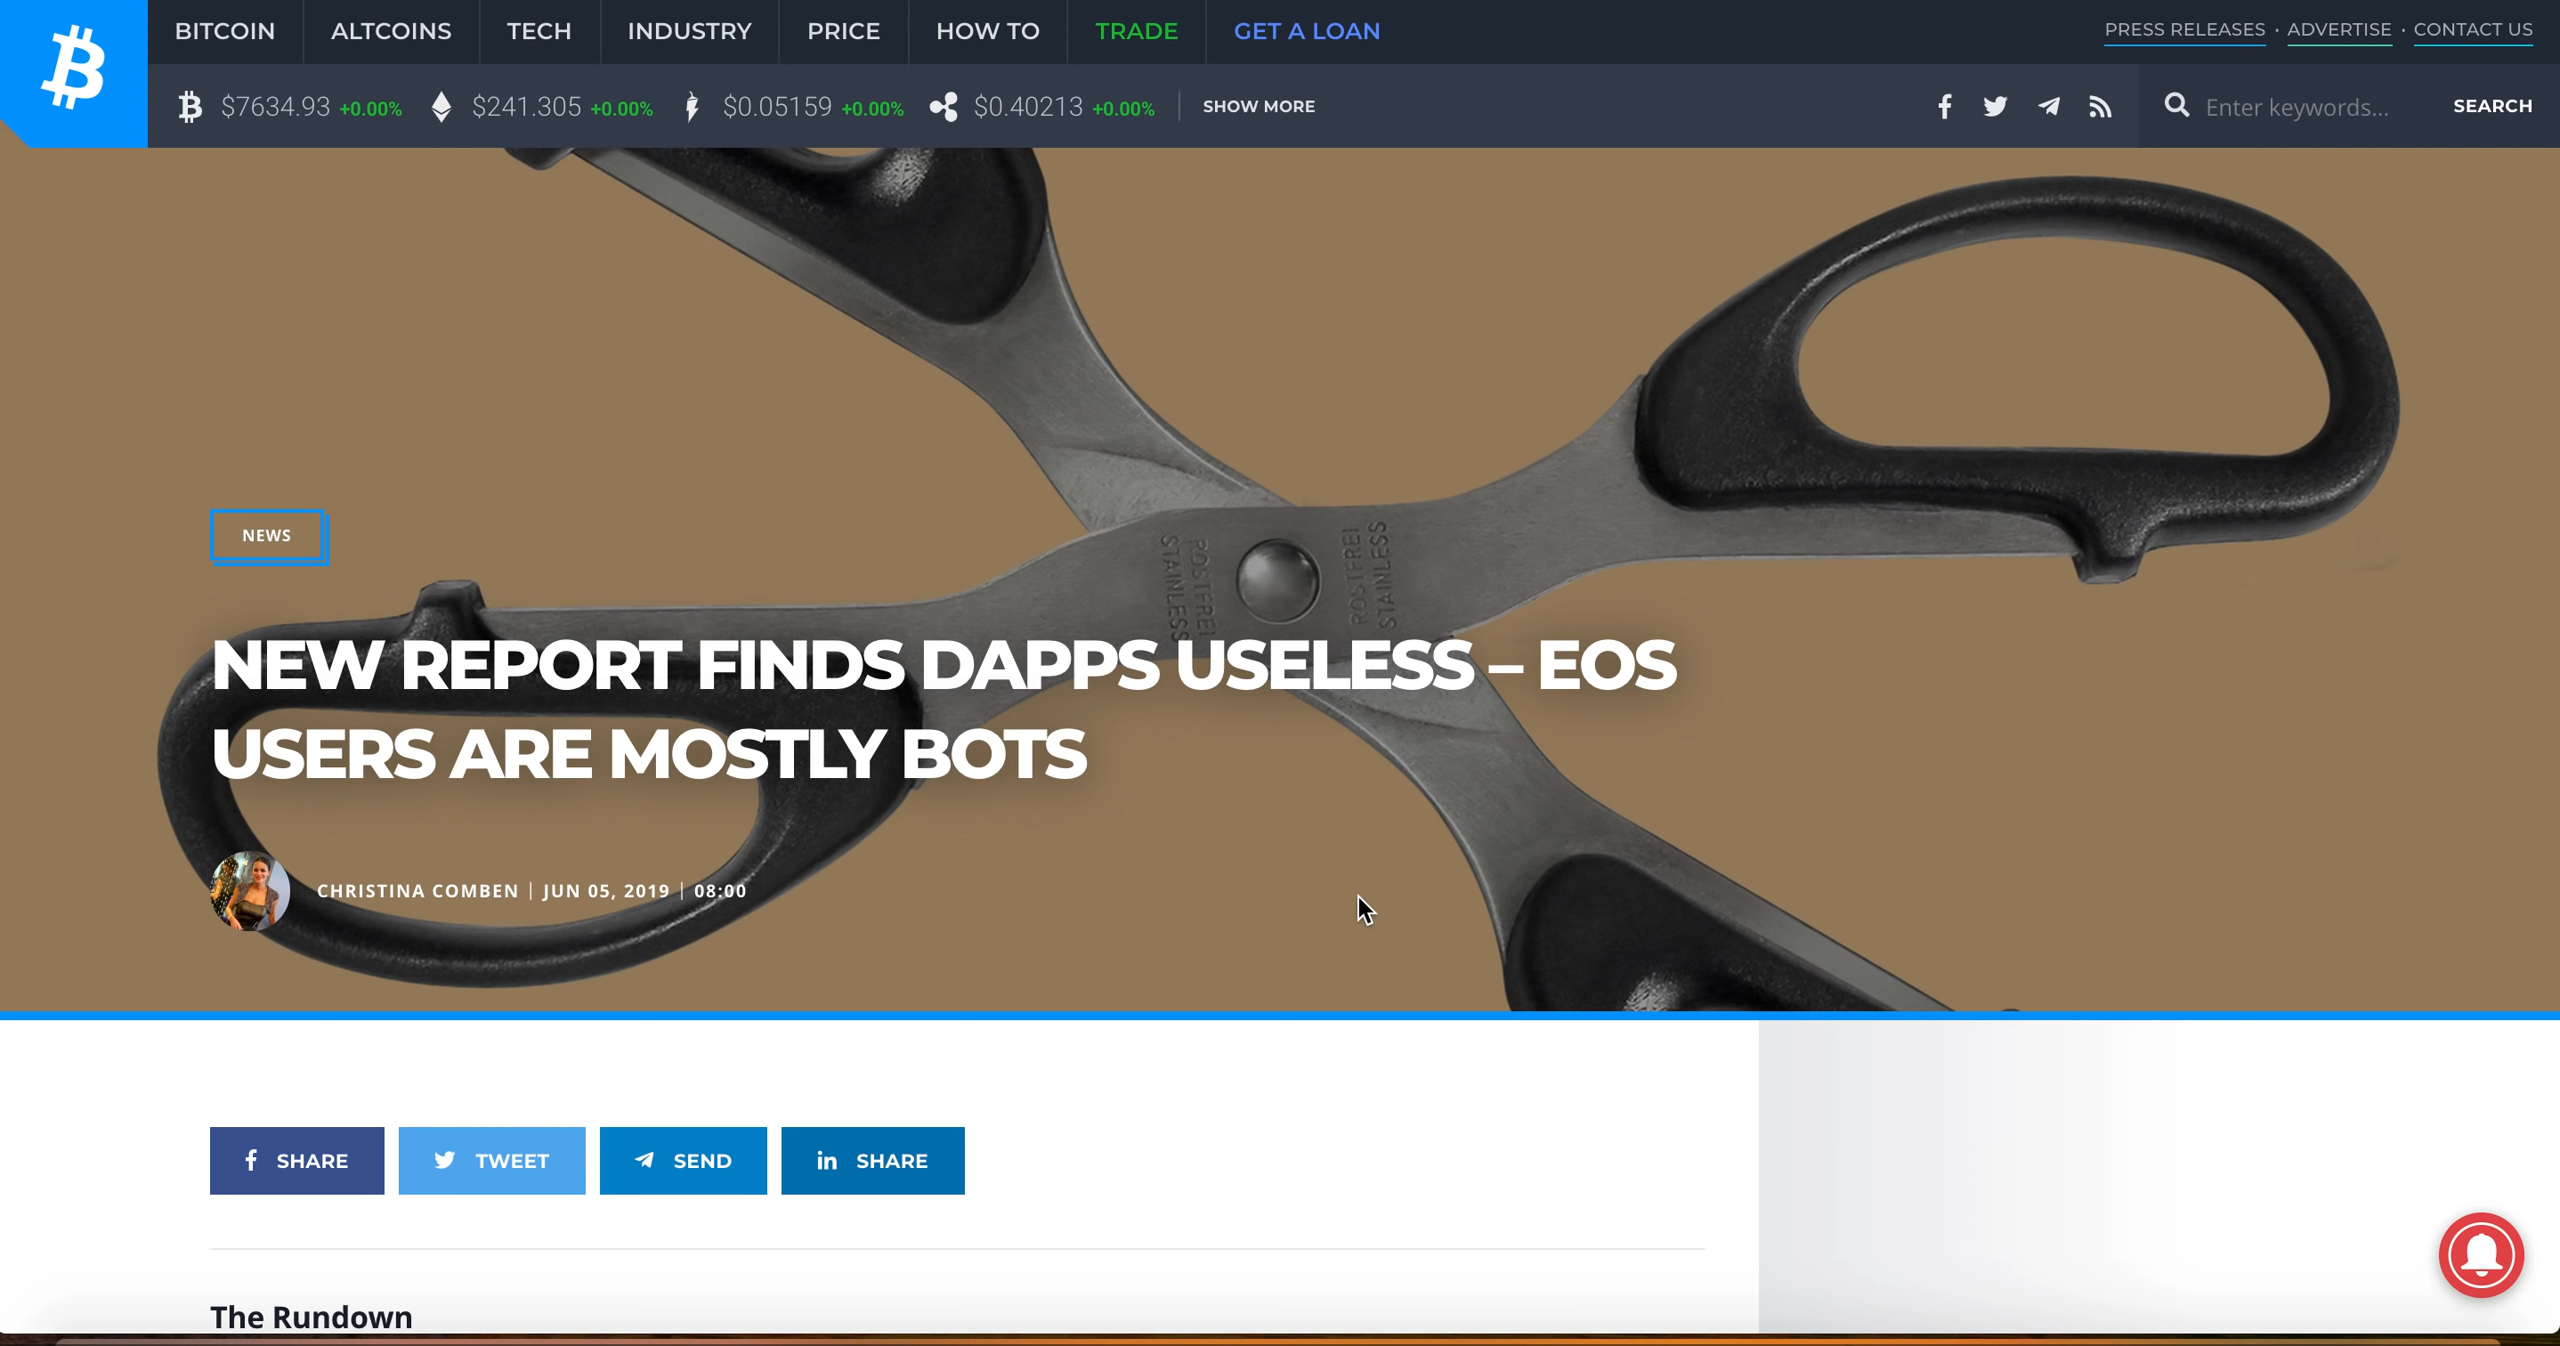 BITCOIN ALTCOINS TECH INDUSTRY PRICE HOW TO TRADE GET A LOAN PRESS RELEASES · ADVERTISE · CONTACT US
$7634.93 +0.00% $241.305 +0.00% $0.05159 +0.00% $0.40213 +0.00% SHOW MORE Enter keywords... SEARCH
ROSTFREI
STAINLESS
ROSTFREI
STAINLESS
NEWS
NEW REPORT FINDS DAPPS USELESS – EOS
USERS ARE MOSTLY BOTS
CHRISTINA COMBEN | JUN 05, 2019 | 08:00
SHARE TWEET SEND SHARE
The Rundown